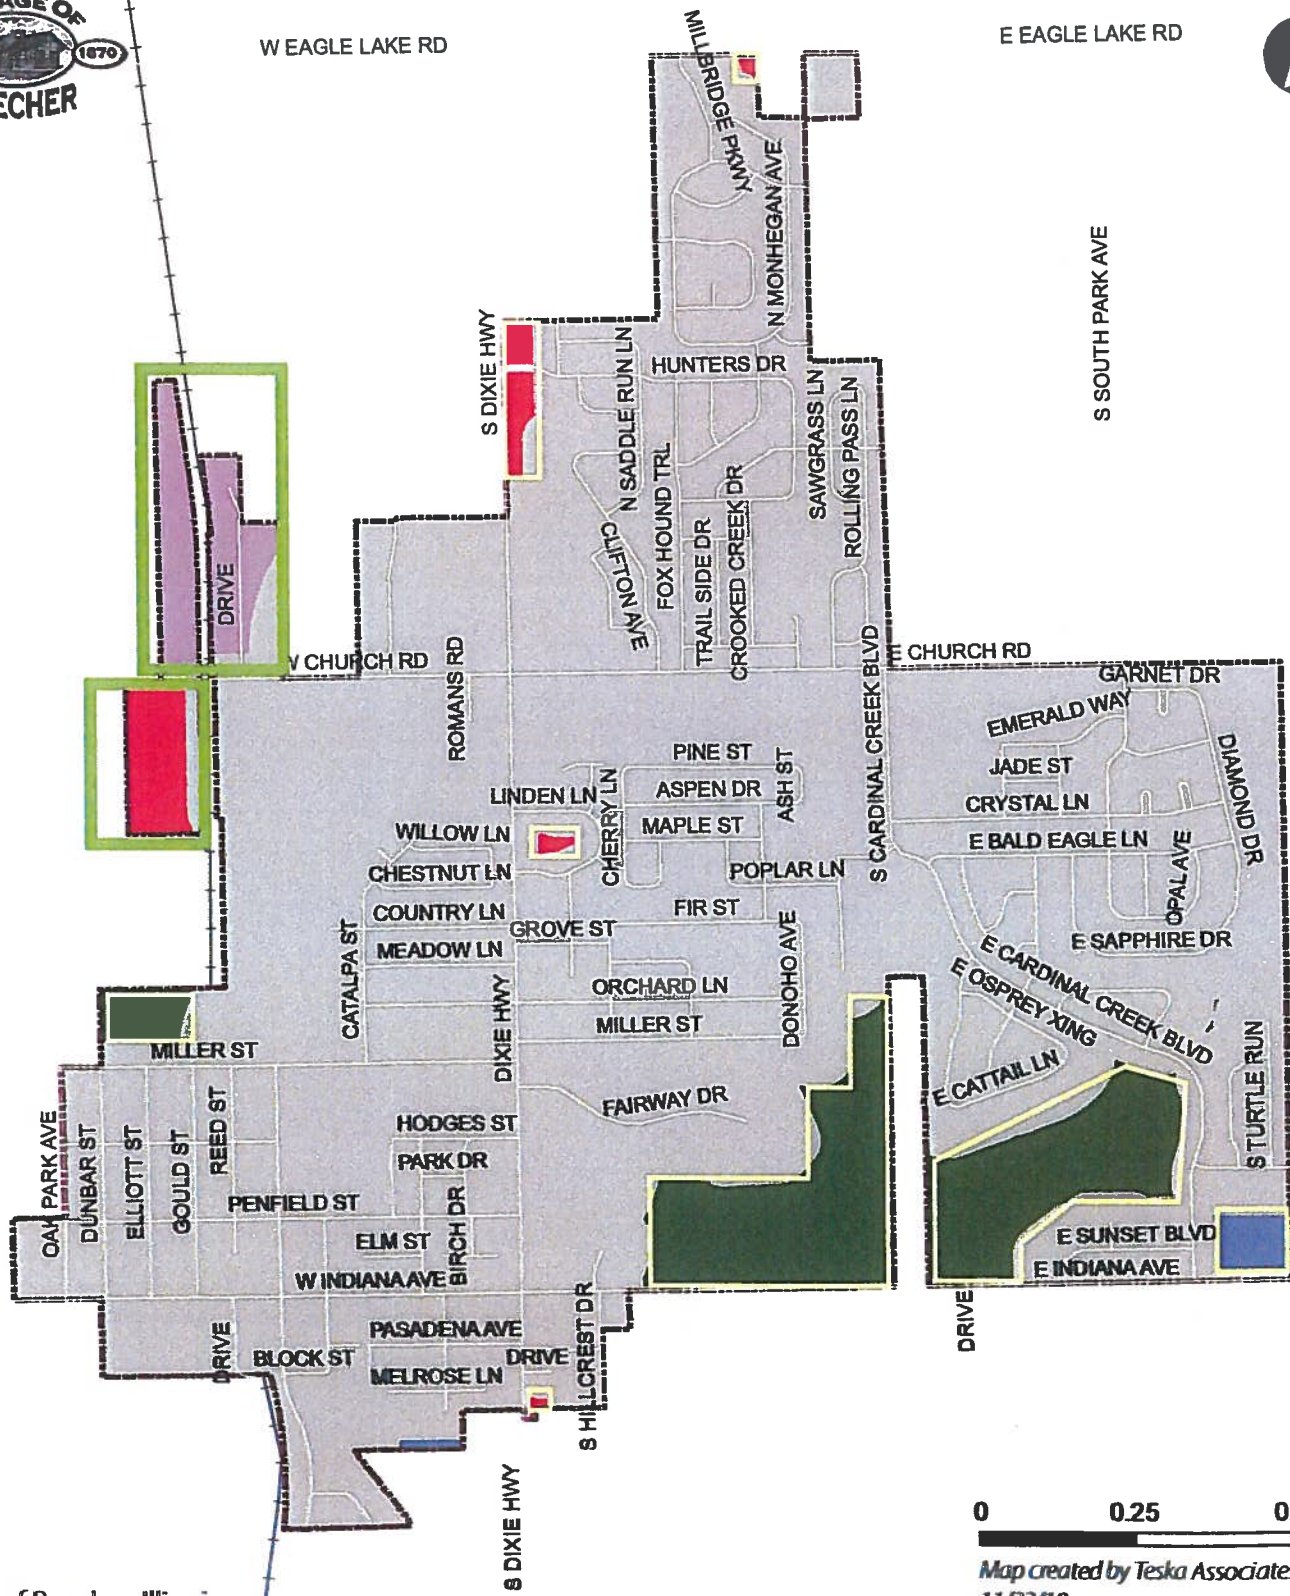 1870
ECHER
W EAGLE LAKE RD
E EAGLE LAKE RD
MILLBRIDGE PKWY
N MONHEGAN AVE
S SOUTH PARK AVE
S DIXIE HWY
HUNTERS DR
N SADDLE RUN LN
SAWGRASS LN
ROLLING PASS LN
FOX HOUND TRL
CLIFTON AVE
TRAIL SIDE DR
CROOKED CREEK DR
DRIVE
CHURCH RD
ROMANS RD
E CHURCH RD
GARNET DR
EMERALD WAY
S CARDINAL CREEK BLVD
DIAMOND DR
PINE ST
JADE ST
ASPEN DR
ASH ST
LINDEN LN
CHERRY LN
CRYSTAL LN
MAPLE ST
WILLOW LN
E BALD EAGLE LN
CHESTNUT LN
POPLAR LN
OPAL AVE
COUNTRY LN
FIR ST
GROVE ST
CATALPA ST
MEADOW LN
DONOHO AVE
E SAPPHIRE DR
E CARDINAL CREEK BLVD
E OSPREY XING
ORCHARD LN
DIXIE HWY
MILLER ST
MILLER ST
E CATTAIL LN
S TURTLE RUN
FAIRWAY DR
HODGES ST
PARK DR
OAK PARK AVE
DUNBAR ST
ELLIOTT ST
GOULD ST
REED ST
PENFIELD ST
BIRCH DR
ELM ST
E SUNSET BLVD
W INDIANA AVE
E INDIANA AVE
S HILLCREST DR
DRIVE
PASADENA AVE
DRIVE
BLOCK ST
DRIVE
MELROSE LN
S DIXIE HWY
0 0.25
Map created by Teska Associate